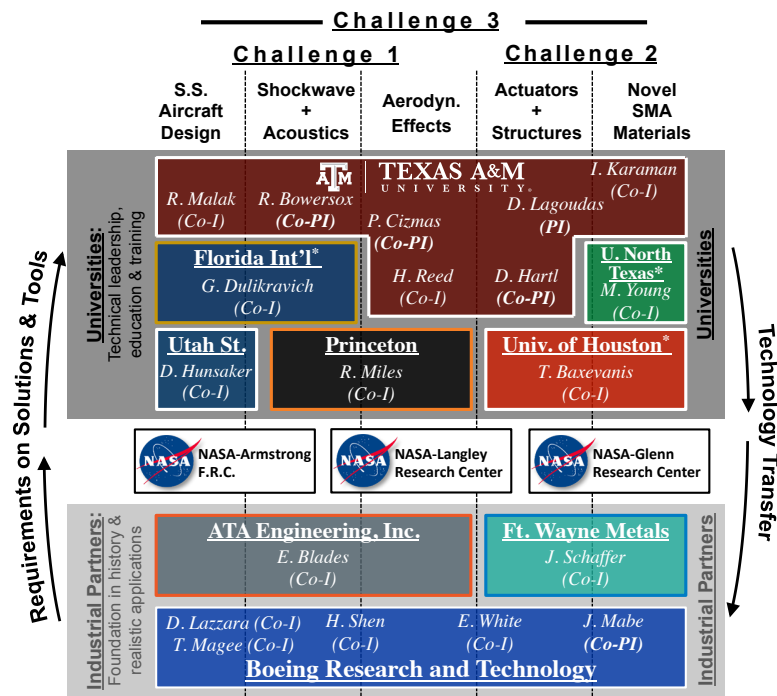 Challenge 3
Challenge 1
Challenge 2
S.S.
Aircraft
Design
Shockwave
+
Acoustics
Aerodyn.
Effects
Actuators
+
Structures
Novel
SMA
Materials
Universities:
Technical leadership,
education & training
ĀTM
TEXAS A&M
UNIVERSITY®
R. Malak
(Co-I)
R. Bowersox
(Co-PI)
P. Cizmas
(Co-PI)
H. Reed
(Co-I)
D. Lagoudas
(PI)
D. Hartl
(Co-PI)
I. Karaman
(Co-I)
Florida Int'l*
G. Dulikravich
(Co-I)
U. North
Texas*
M. Young
(Co-I)
Utah St.
D. Hunsaker
(Co-I)
Princeton
R. Miles
(Co-I)
Univ. of Houston*
T. Baxevanis
(Co-I)
Universities
NASA
NASA-Armstrong
F.R.C.
NASA
NASA-Langley
Research Center
NASA
NASA-Glenn
Research Center
Industrial Partners:
Foundation in history &
realistic applications
ATA Engineering, Inc.
E. Blades
(Co-I)
Ft. Wayne Metals
J. Schaffer
(Co-I)
D. Lazzara (Co-I)
T. Magee (Co-I)
H. Shen
(Co-I)
E. White
(Co-I)
J. Mabe
(Co-PI)
Boeing Research and Technology
Industrial Partners
Requirements on Solutions & Tools
Technology Transfer